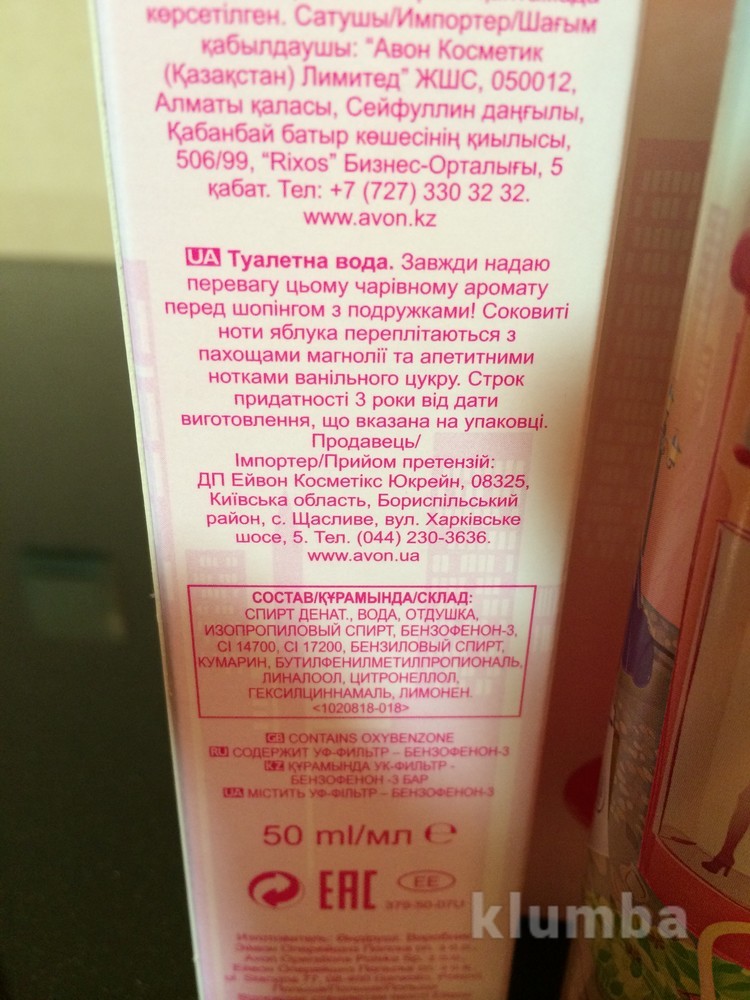 көрсетілген. Сатушы/Импортер/Шағым
қабылдаушы: “Авон Косметик
(Қазақстан) Лимитед” ЖШС, 050012,
Алматы қаласы, Сейфуллин даңғылы,
Қабанбай батыр көшесінің қиылысы,
506/99, “Rixos” Бизнес-Орталығы, 5
қабат. Тел: +7 (727) 330 32 32.
www.avon.kz
UA Туалетна вода. Завжди надаю
перевагу цьому чарівному аромату
перед шопінгом з подружками! Соковиті
ноти яблука переплітаються з
пахощами магнолії та апетитними
нотками ванільного цукру. Строк
придатності 3 роки від дати
виготовлення, що вказана на упаковці.
Продавець/
Імпортер/Прийом претензій:
ДП Ейвон Косметікс Юкрейн, 08325,
Київська область, Бориспільський
район, с. Щасливе, вул. Харківське
шосе, 5. Тел. (044) 230-3636.
www.avon.ua
СОСТАВ/ҚҰРАМЫНДА/СКЛАД:
СПИРТ ДЕНАТ., ВОДА, ОТДУШКА,
ИЗОПРОПИЛОВЫЙ СПИРТ, БЕНЗОФЕНОН-3,
CI 14700, CI 17200, БЕНЗИЛОВЫЙ СПИРТ,
КУМАРИН, БУТИЛФЕНИЛМЕТИЛПРОПИОНАЛЬ,
ЛИНАЛООЛ, ЦИТРОНЕЛЛОЛ,
ГЕКСИЛЦИННАМАЛЬ, ЛИМОНЕН.
<1020818-018>
GB CONTAINS OXYBENZONE
RU СОДЕРЖИТ УФ-ФИЛЬТР – БЕНЗОФЕНОН-3
KZ ҚҰРАМЫНДА УК-ФИЛЬТР -
БЕНЗОФЕНОН -3 БАР
UA МІСТИТЬ УФ-ФІЛЬТР – БЕНЗОФЕНОН-3
50 ml/мл ℮
EAC EE
379-50-07U
klumba